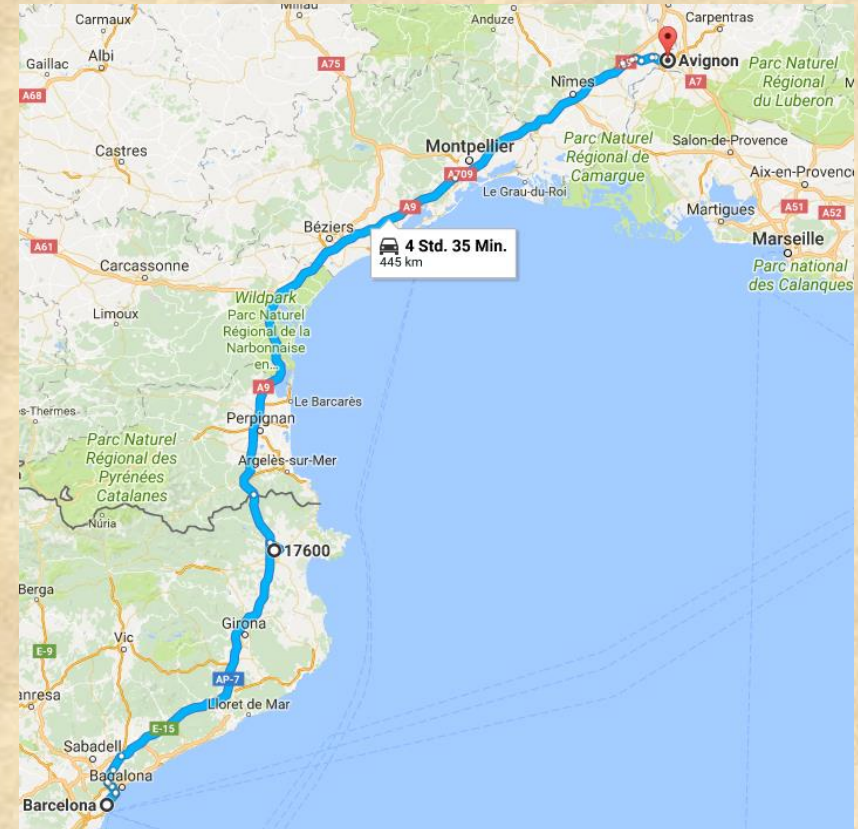 Millau
Carmaux
Anduze
Carpentras
Albi
Gaillac
A75
A9
Avignon
A68
A7
Parc Naturel
Régional
du Luberon
Nîmes
Castres
Montpellier
Parc Naturel
Régional de
Camargue
Salon-de-Provence
A709
Le Grau-du-Roi
Aix-en-Provence
A9
Martigues
A51
A52
Béziers
A61
4 Std. 35 Min.
445 km
Marseille
Carcassonne
Parc national
des Calanques
Wildpark
Parc Naturel
Régional de la
Narbonnaise
en...
Limoux
A9
Le Barcarès
s-Thermes
Perpignan
Parc Naturel
Régional des
Pyrénées
Catalanes
Argelès-sur-Mer
Núria
17600
Berga
Girona
Vic
E-9
AP-7
anresa
Lloret de Mar
E-15
Sabadell
Badalona
Barcelona